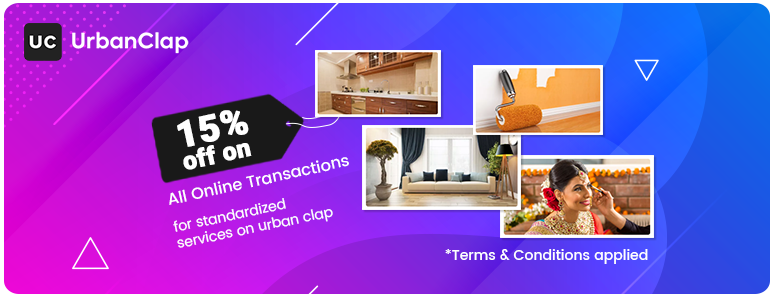 UC UrbanClap
15%
off on
All Online Transactions
for standardized
services on urban clap
*Terms & Conditions applied